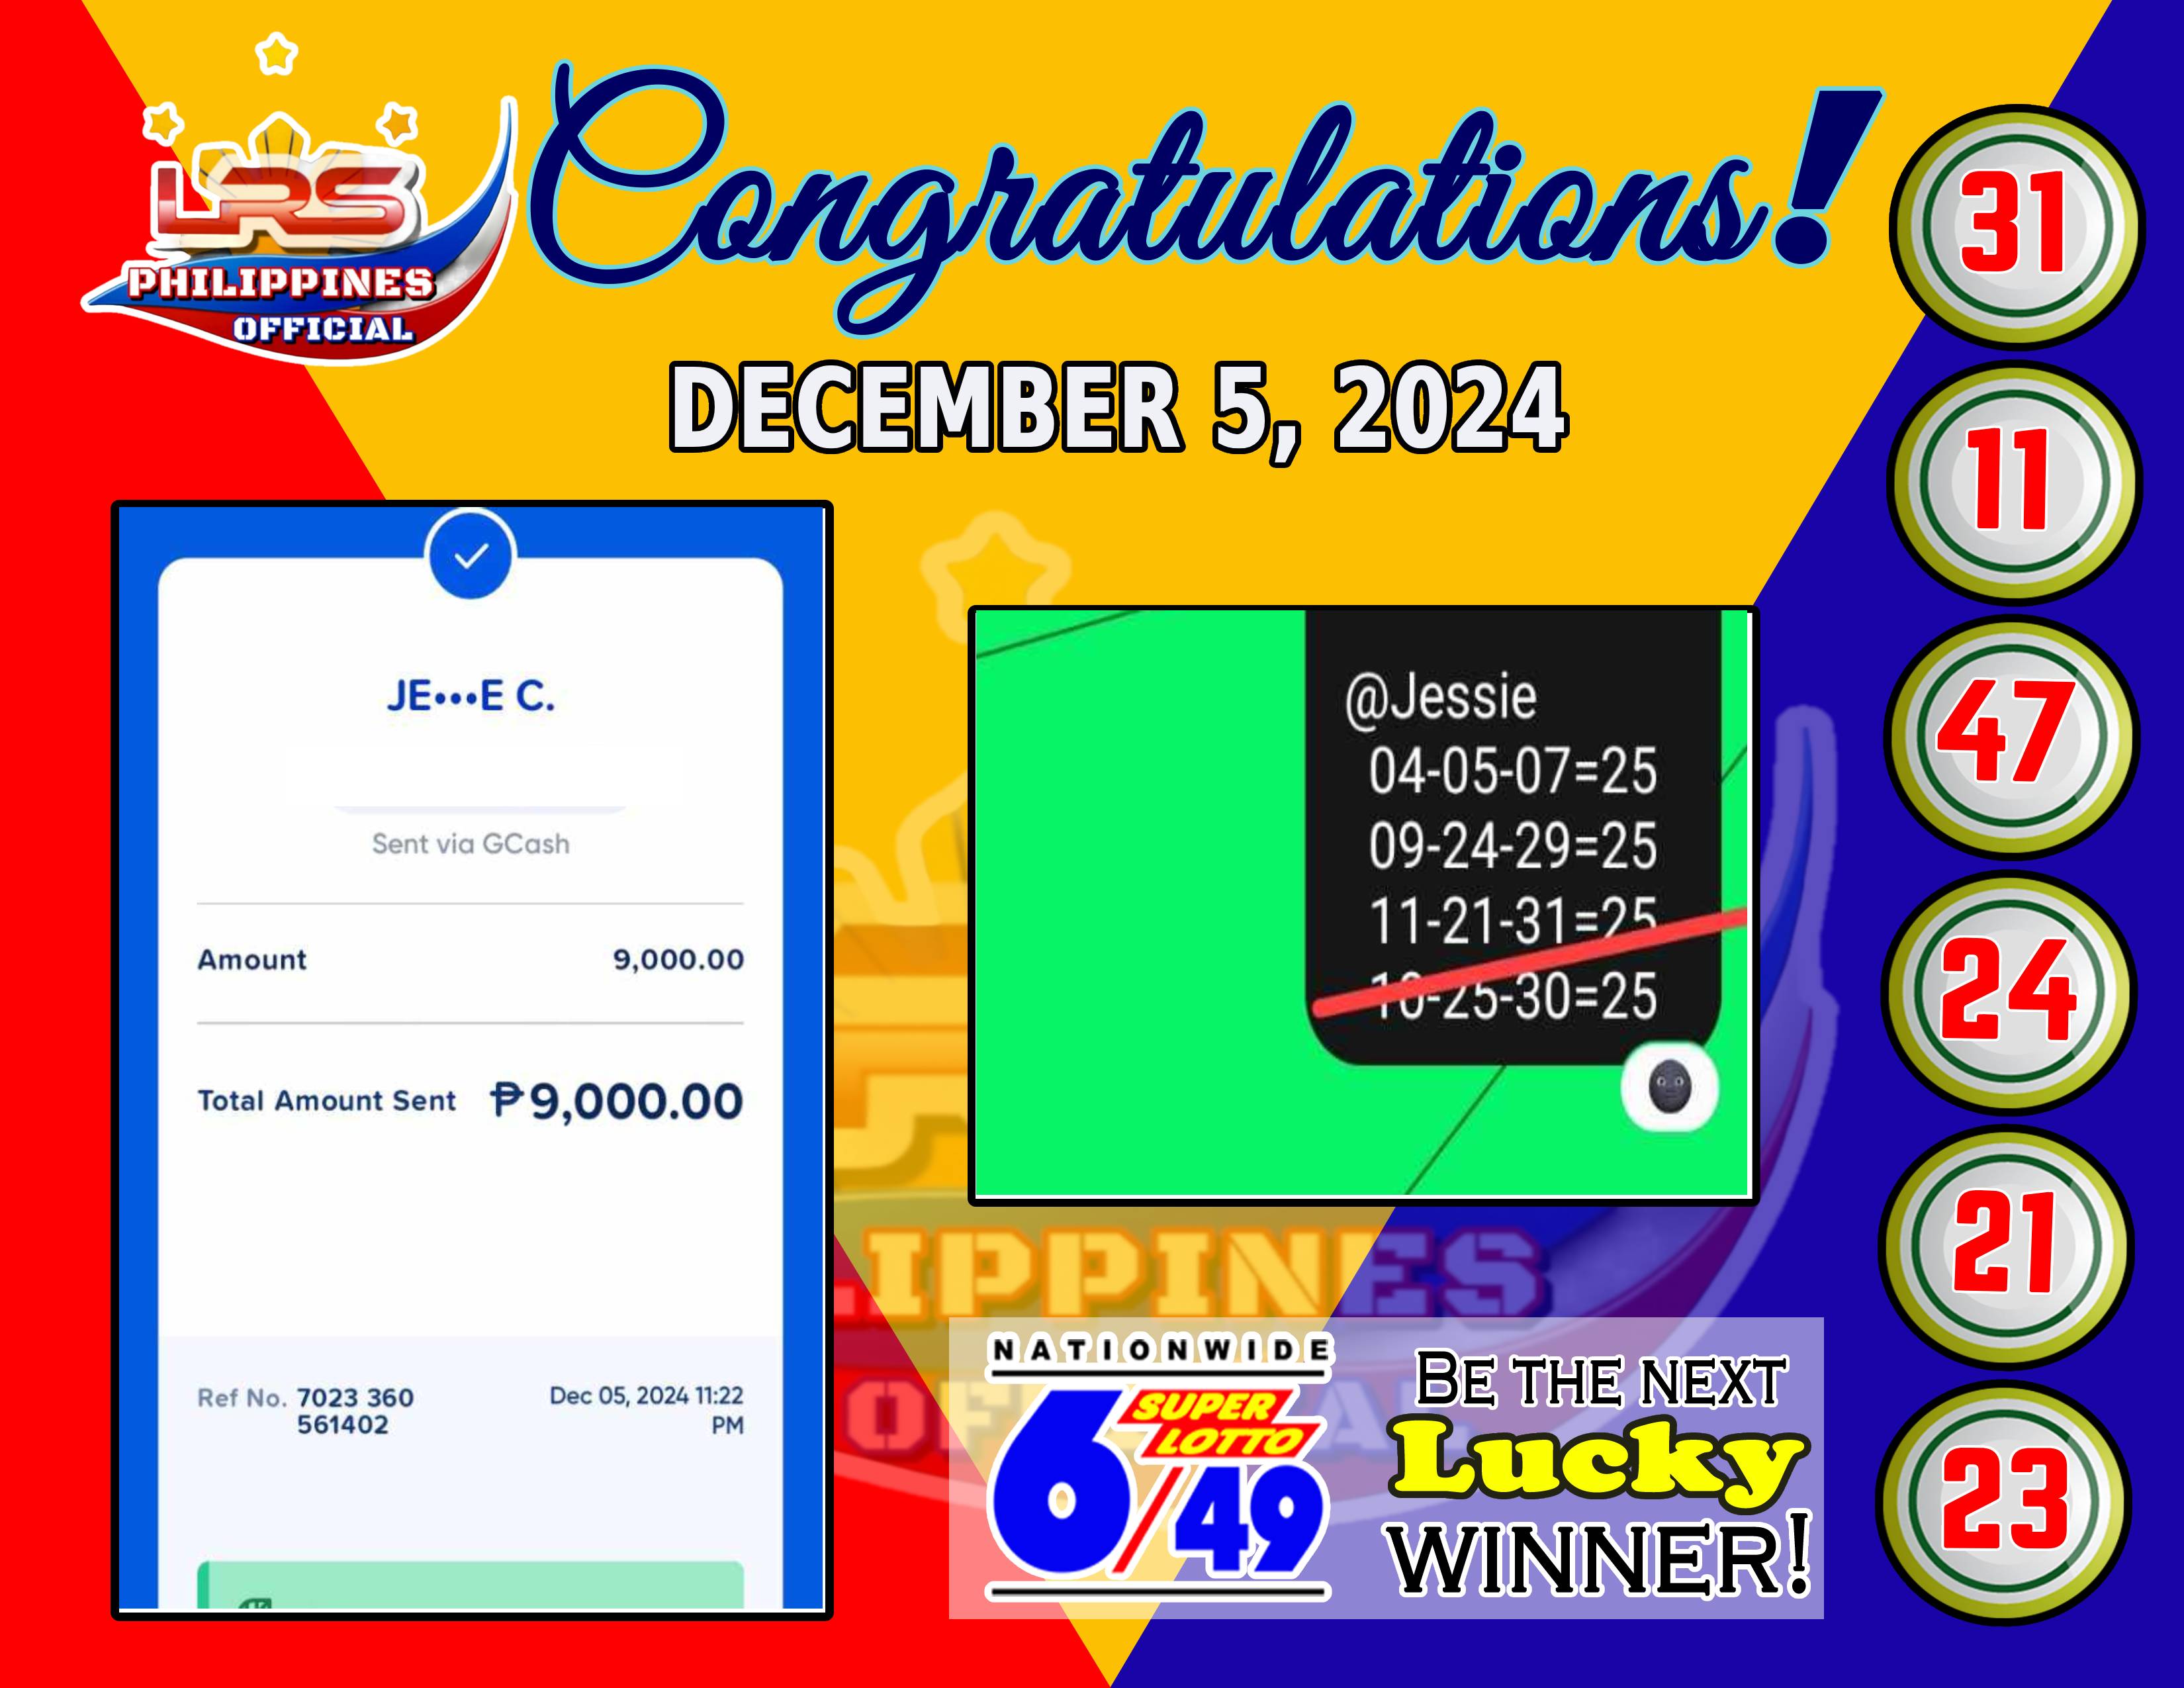 LRS
PHILIPPINES
OFFICIAL
Congratulations!
DECEMBER 5, 2024
JE•••E C.
Sent via GCash
Amount 9,000.00
Total Amount Sent ₱9,000.00
Ref No. 7023 360
561402
Dec 05, 2024 11:22
PM
@Jessie
04-05-07=25
09-24-29=25
11-21-31=25
10-25-30=25
LIPPINES
NATIONWIDE
SUPER
LOTTO
6/49
BE THE NEXT
Lucky
WINNER!
31
11
47
24
21
23